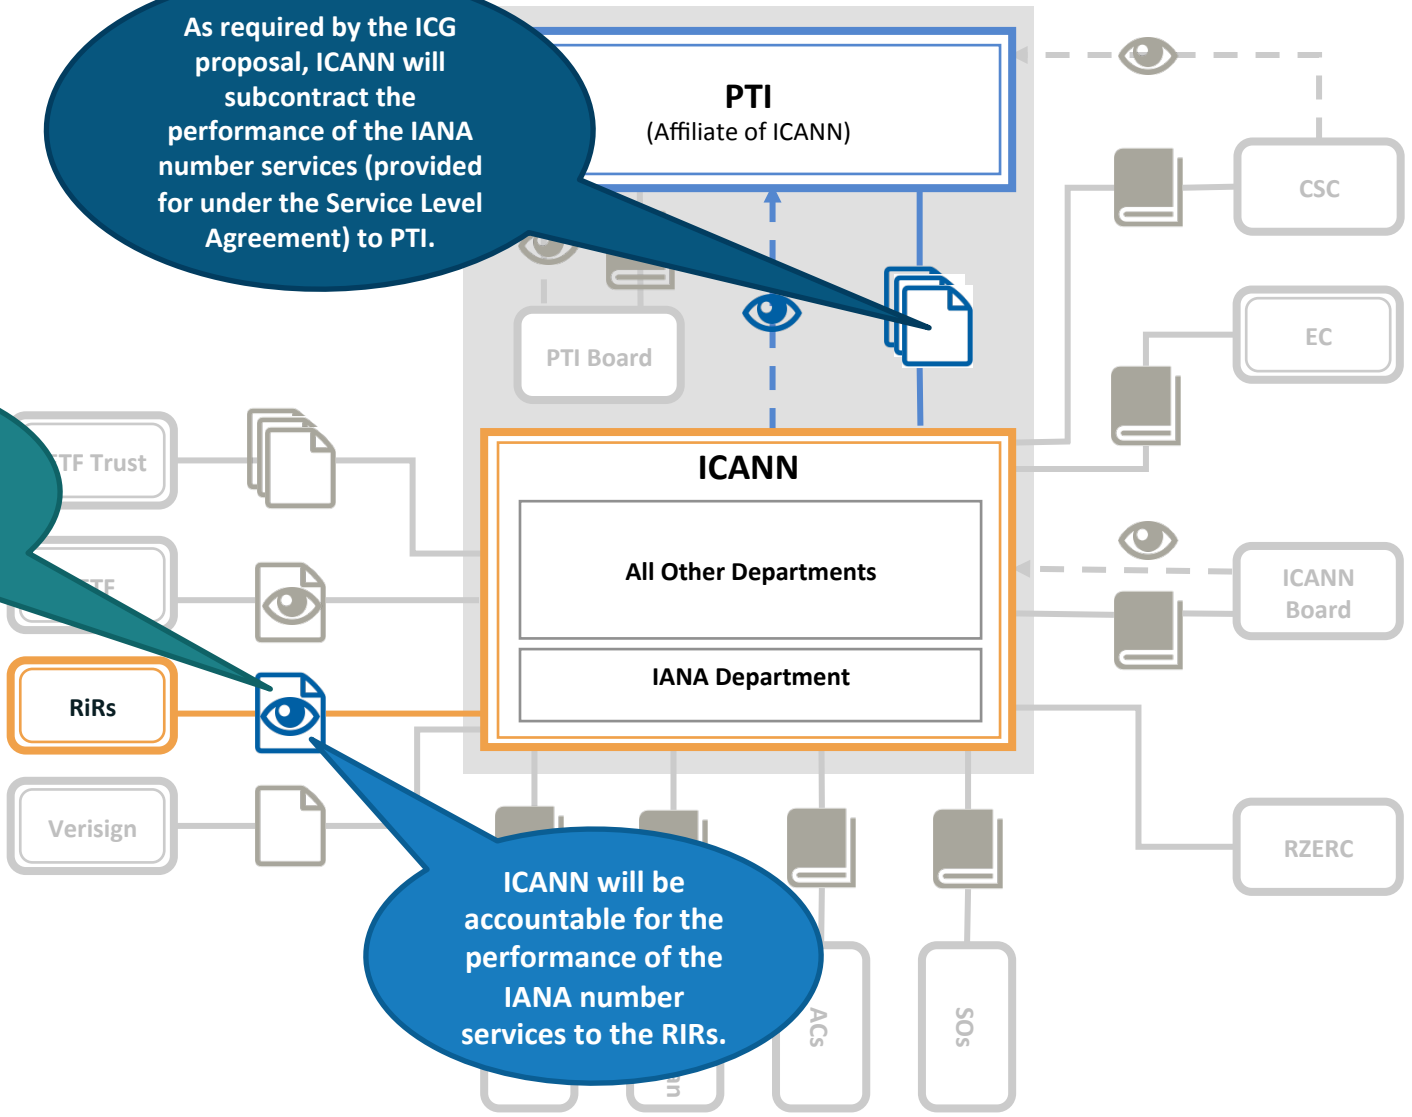 As required by the ICG
proposal, ICANN will
subcontract the
performance of the IANA
number services (provided
for under the Service Level
Agreement) to PTI.
PTI
(Affiliate of ICANN)
CSC
EC
PTI Board
TF Trust
ICANN
All Other Departments
IANA Department
ICANN
Board
RiRs
Verisign
RZERC
ICANN will be
accountable for the
performance of the
IANA number
services to the RIRs.
ACs
SOs